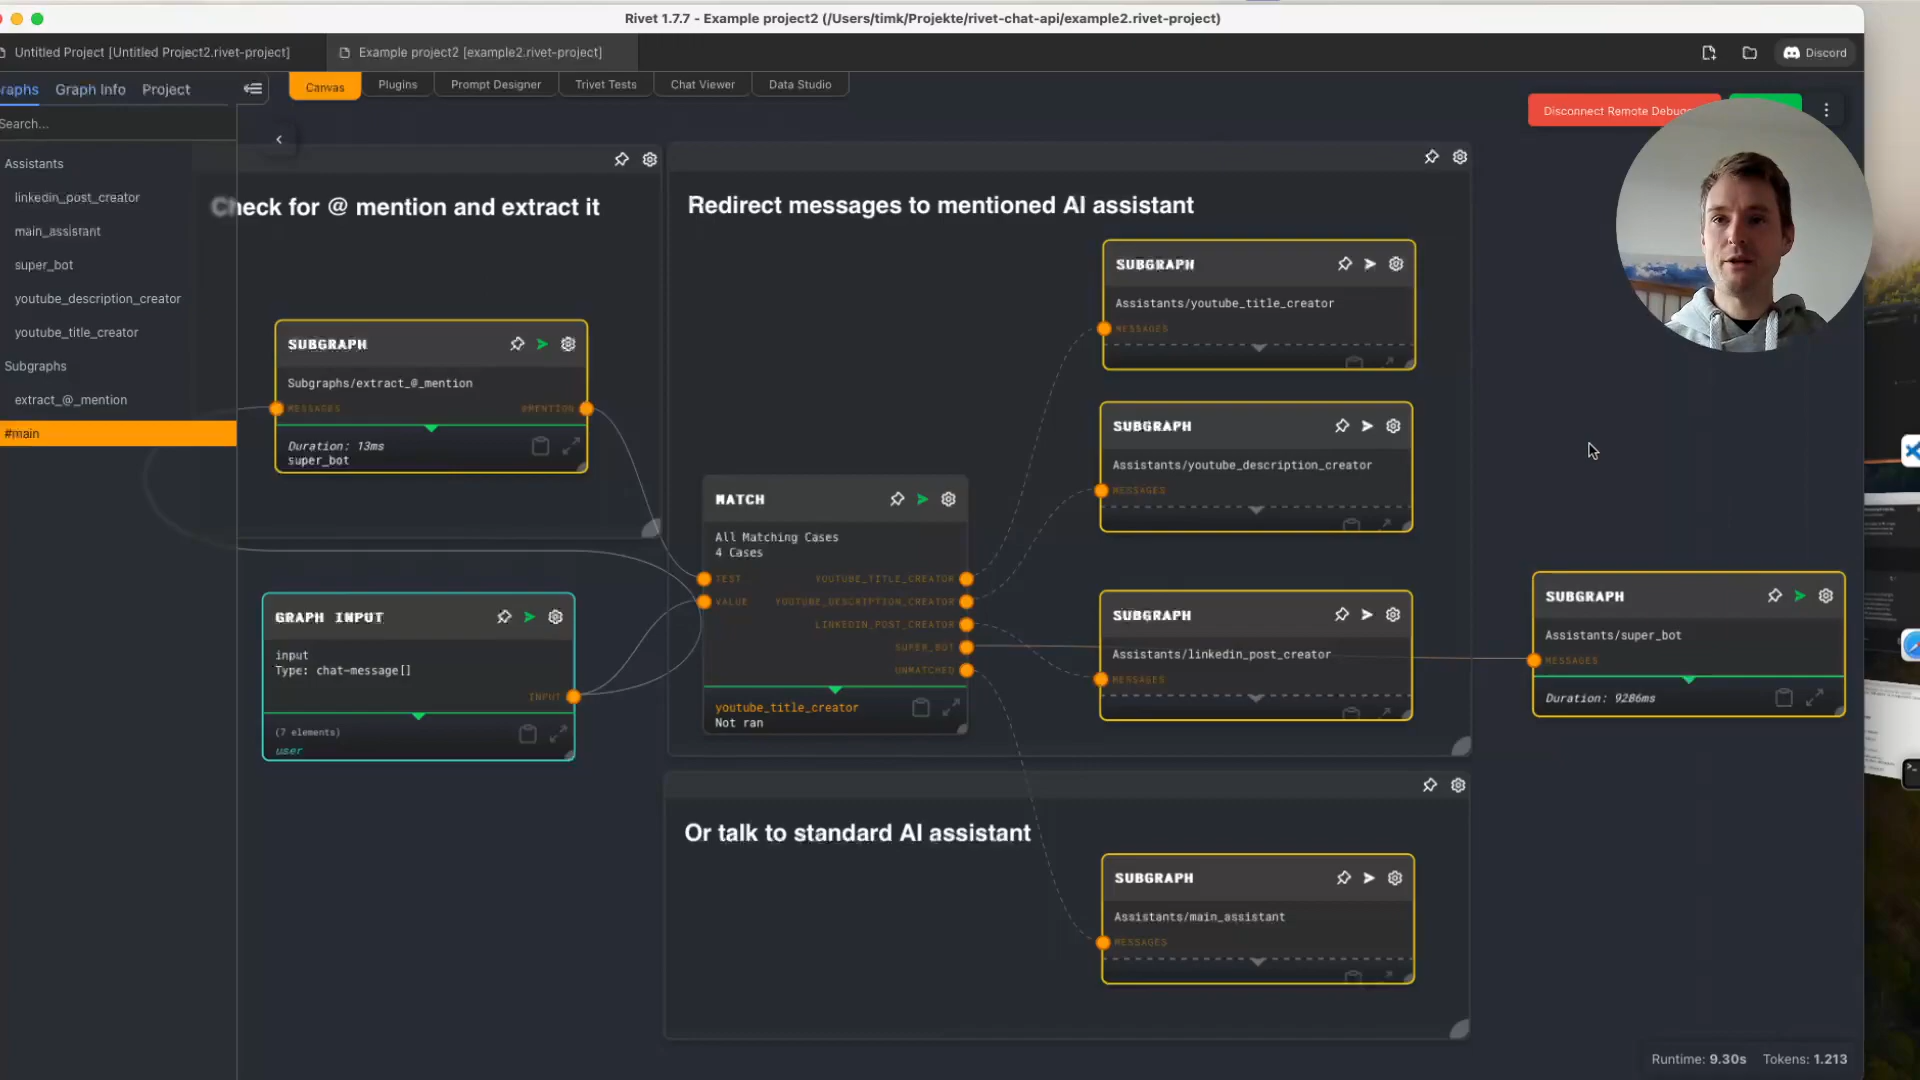 Rivet 1.7.7 - Example project2 (/Users/timk/Projekte/rivet-chat-api/example2.rivet-project)
Untitled Project [Untitled Project2.rivet-project]
Example project2 [example2.rivet-project]
Discord
raphs
Graph Info
Project
Canvas
Plugins
Prompt Designer
Trivet Tests
Chat Viewer
Data Studio
Disconnect Remote Debug
Search...
Assistants
linkedin_post_creator
main_assistant
super_bot
youtube_description_creator
youtube_title_creator
Subgraphs
extract_@_mention
#main
Check for @ mention and extract it
SUBGRAPH
Subgraphs/extract_@_mention
MESSAGES
@MENTION
Duration: 13ms
super_bot
GRAPH INPUT
input
Type: chat-message[]
INPUT
(7 elements)
user
Redirect messages to mentioned AI assistant
MATCH
All Matching Cases
4 Cases
TEST
YOUTUBE_TITLE_CREATOR
VALUE
YOUTUBE_DESCRIPTION_CREATOR
LINKEDIN_POST_CREATOR
SUPER_BOT
UNMATCHED
youtube_title_creator
Not ran
SUBGRAPH
Assistants/youtube_title_creator
MESSAGES
SUBGRAPH
Assistants/youtube_description_creator
MESSAGES
SUBGRAPH
Assistants/linkedin_post_creator
MESSAGES
SUBGRAPH
Assistants/super_bot
MESSAGES
Duration: 9286ms
Or talk to standard AI assistant
SUBGRAPH
Assistants/main_assistant
MESSAGES
Runtime: 9.30s Tokens: 1.213